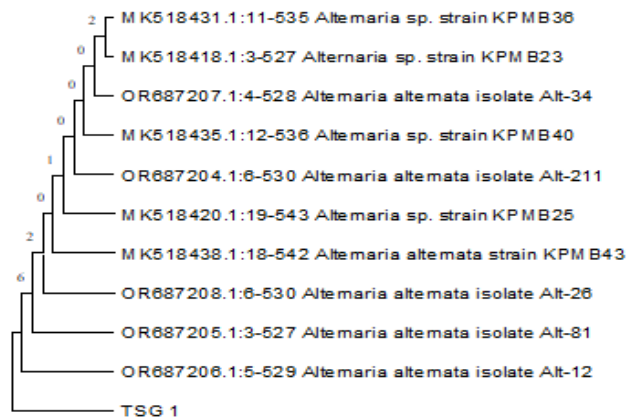 2
MK518431.1:11-535 Alternaria sp. strain KPMB36
0
MK518418.1:3-527 Alternaria sp. strain KPMB23
OR687207.1:4-528 Alternaria alternata isolate Alt-34
0
MK518435.1:12-536 Alternaria sp. strain KPMB40
0
OR687204.1:6-530 Alternaria alternata isolate Alt-211
1
MK518420.1:19-543 Alternaria sp. strain KPMB25
0
MK518438.1:18-542 Alternaria alternata strain KPMB43
2
OR687208.1:6-530 Alternaria alternata isolate Alt-26
6
OR687205.1:3-527 Alternaria alternata isolate Alt-81
OR687206.1:5-529 Alternaria alternata isolate Alt-12
TSG 1